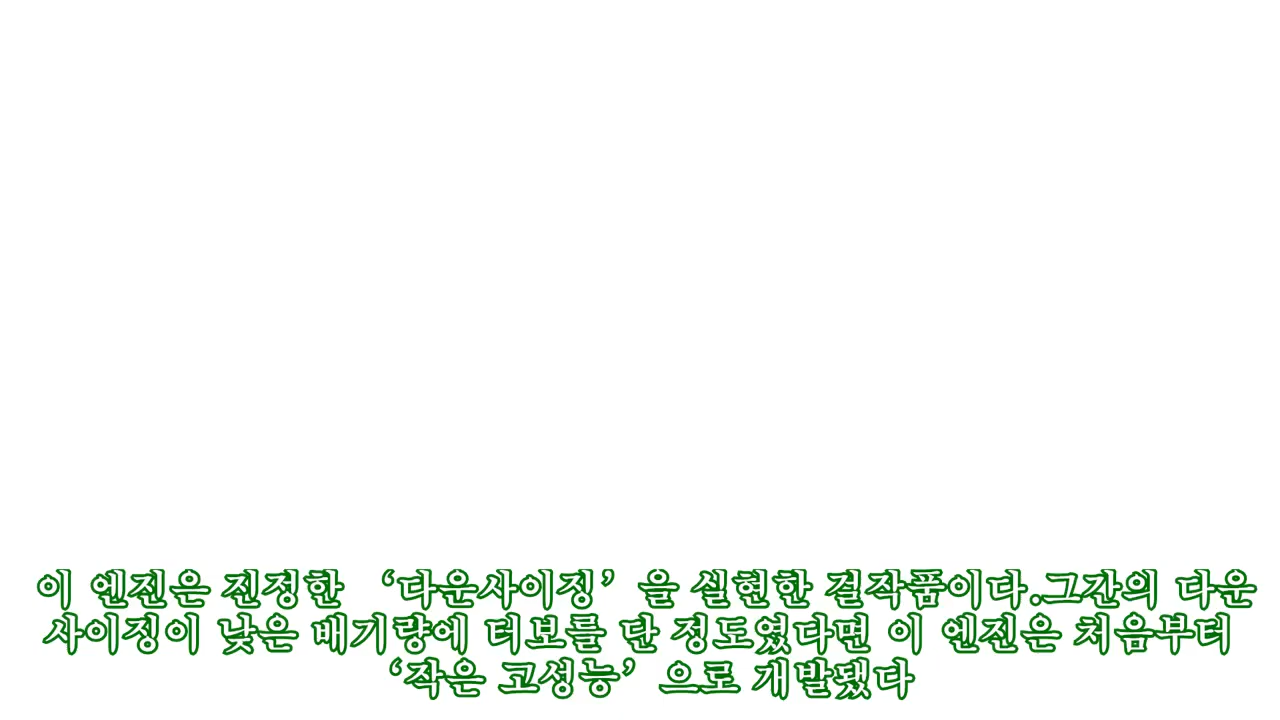 이 엔진은 진정한 ‘다운사이징’을 실현한 걸작품이다.그간의 다운
사이징이 낮은 배기량에 터보를 단 정도였다면 이 엔진은 처음부터
‘작은 고성능’으로 개발됐다